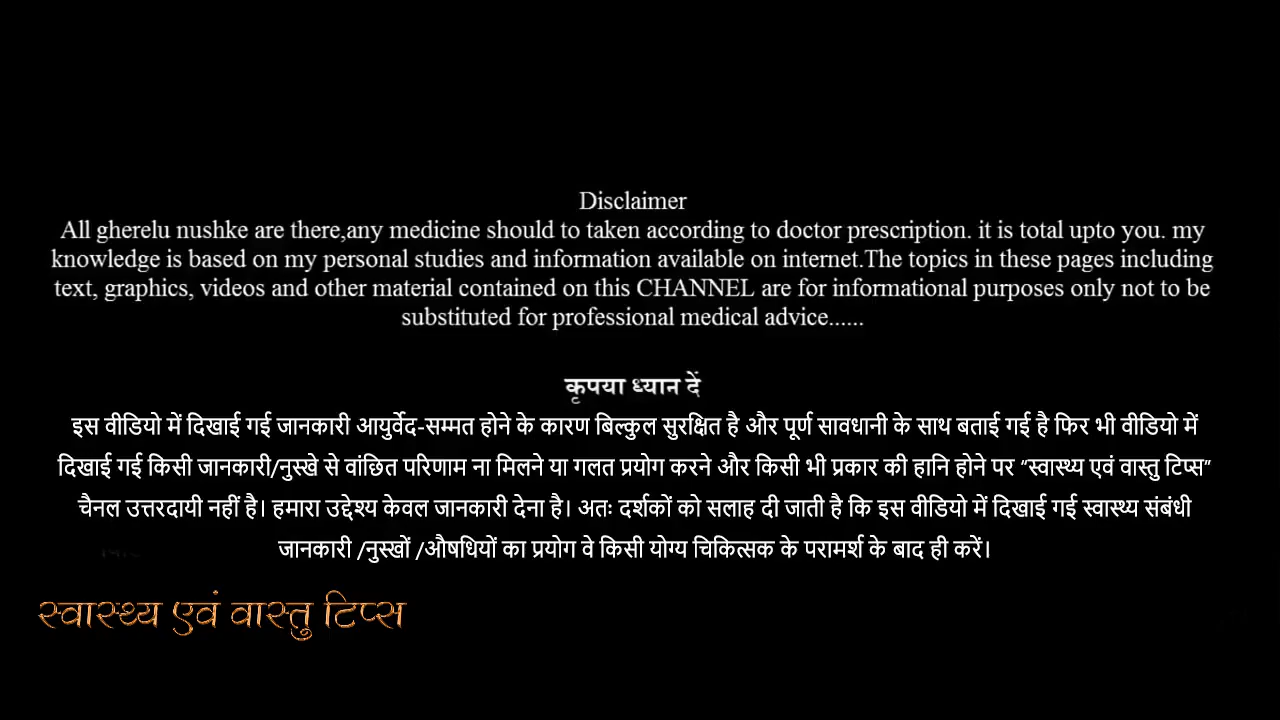 Disclaimer
All gherelu nushke are there,any medicine should to taken according to doctor prescription. it is total upto you. my
knowledge is based on my personal studies and information available on internet.The topics in these pages including
text, graphics, videos and other material contained on this CHANNEL are for informational purposes only not to be
substituted for professional medical advice......
कृपया ध्यान दें
इस वीडियो में दिखाई गई जानकारी आयुर्वेद-सम्मत होने के कारण बिल्कुल सुरक्षित है और पूर्ण सावधानी के साथ बताई गई है फिर भी वीडियो में
दिखाई गई किसी जानकारी/नुस्खे से वांछित परिणाम ना मिलने या गलत प्रयोग करने और किसी भी प्रकार की हानि होने पर “स्वास्थ्य एवं वास्तु टिप्स”
चैनल उत्तरदायी नहीं है। हमारा उद्देश्य केवल जानकारी देना है। अतः दर्शकों को सलाह दी जाती है कि इस वीडियो में दिखाई गई स्वास्थ्य संबंधी
जानकारी /नुस्खों /औषधियों का प्रयोग वे किसी योग्य चिकित्सक के परामर्श के बाद ही करें।
स्वास्थ्य एवं वास्तु टिप्स